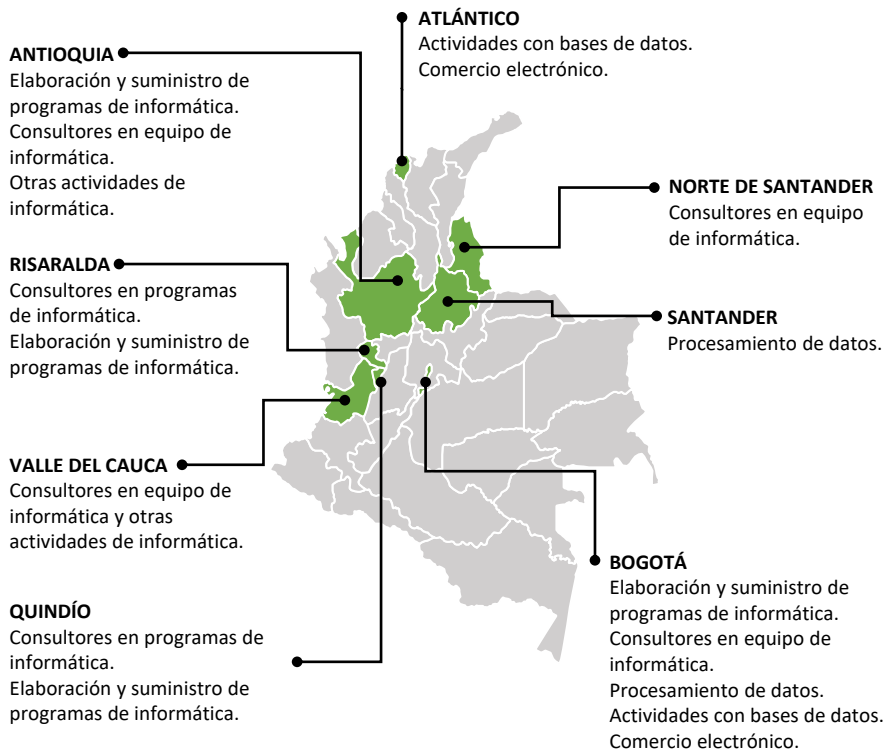 ATLÁNTICO
Actividades con bases de datos.
Comercio electrónico.
ANTIOQUIA
Elaboración y suministro de
programas de informática.
Consultores en equipo de
informática.
Otras actividades de
informática.
NORTE DE SANTANDER
Consultores en equipo
de informática.
RISARALDA
Consultores en programas
de informática.
Elaboración y suministro de
programas de informática.
SANTANDER
Procesamiento de datos.
VALLE DEL CAUCA
Consultores en equipo de
informática y otras
actividades de informática.
BOGOTÁ
Elaboración y suministro de
programas de informática.
Consultores en equipo de
informática.
Procesamiento de datos.
Actividades con bases de datos.
Comercio electrónico.
QUINDÍO
Consultores en programas de
informática.
Elaboración y suministro de
programas de informática.